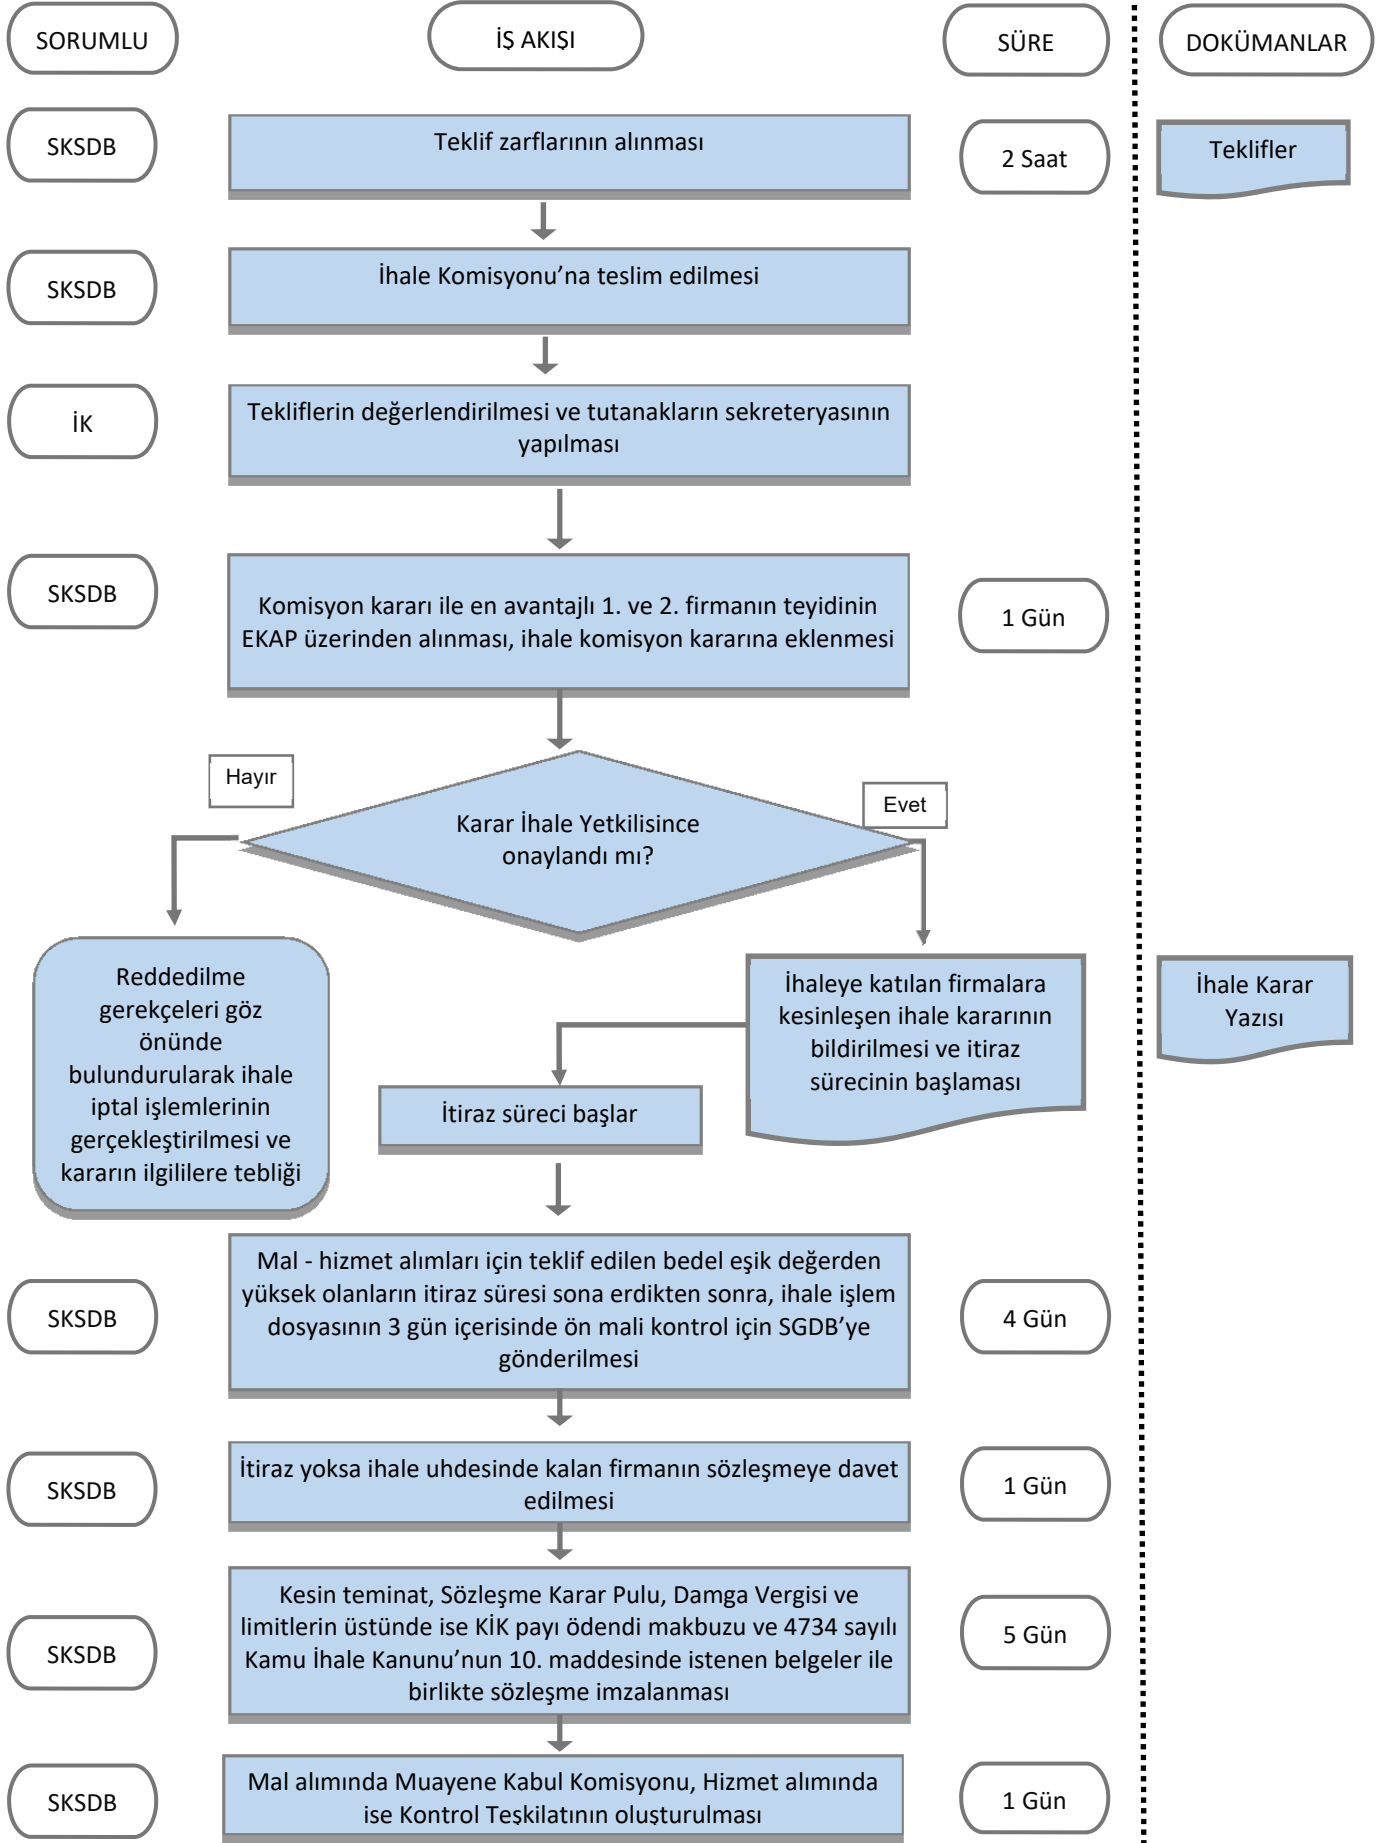 SORUMLU
İŞ AKIŞI
SÜRE
DOKÜMANLAR
SKSDB
Teklif zarflarının alınması
2 Saat
Teklifler
SKSDB
İhale Komisyonu’na teslim edilmesi
İK
Tekliflerin değerlendirilmesi ve tutanakların sekreteryasının
yapılması
SKSDB
Komisyon kararı ile en avantajlı 1. ve 2. firmanın teyidinin
EKAP üzerinden alınması, ihale komisyon kararına eklenmesi
1 Gün
Hayır
Evet
Karar İhale Yetkilisince
onaylandı mı?
Reddedilme
gerekçeleri göz
önünde
bulundurularak ihale
iptal işlemlerinin
gerçekleştirilmesi ve
kararın ilgililere tebliği
İhaleye katılan firmalara
kesinleşen ihale kararının
bildirilmesi ve itiraz
sürecinin başlaması
İhale Karar
Yazısı
İtiraz süreci başlar
SKSDB
Mal - hizmet alımları için teklif edilen bedel eşik değerden
yüksek olanların itiraz süresi sona erdikten sonra, ihale işlem
dosyasının 3 gün içerisinde ön mali kontrol için SGDB’ye
gönderilmesi
4 Gün
SKSDB
İtiraz yoksa ihale uhdesinde kalan firmanın sözleşmeye davet
edilmesi
1 Gün
SKSDB
Kesin teminat, Sözleşme Karar Pulu, Damga Vergisi ve
limitlerin üstünde ise KİK payı ödendi makbuzu ve 4734 sayılı
Kamu İhale Kanunu’nun 10. maddesinde istenen belgeler ile
birlikte sözleşme imzalanması
5 Gün
SKSDB
Mal alımında Muayene Kabul Komisyonu, Hizmet alımında
ise Kontrol Teşkilatının oluşturulması
1 Gün